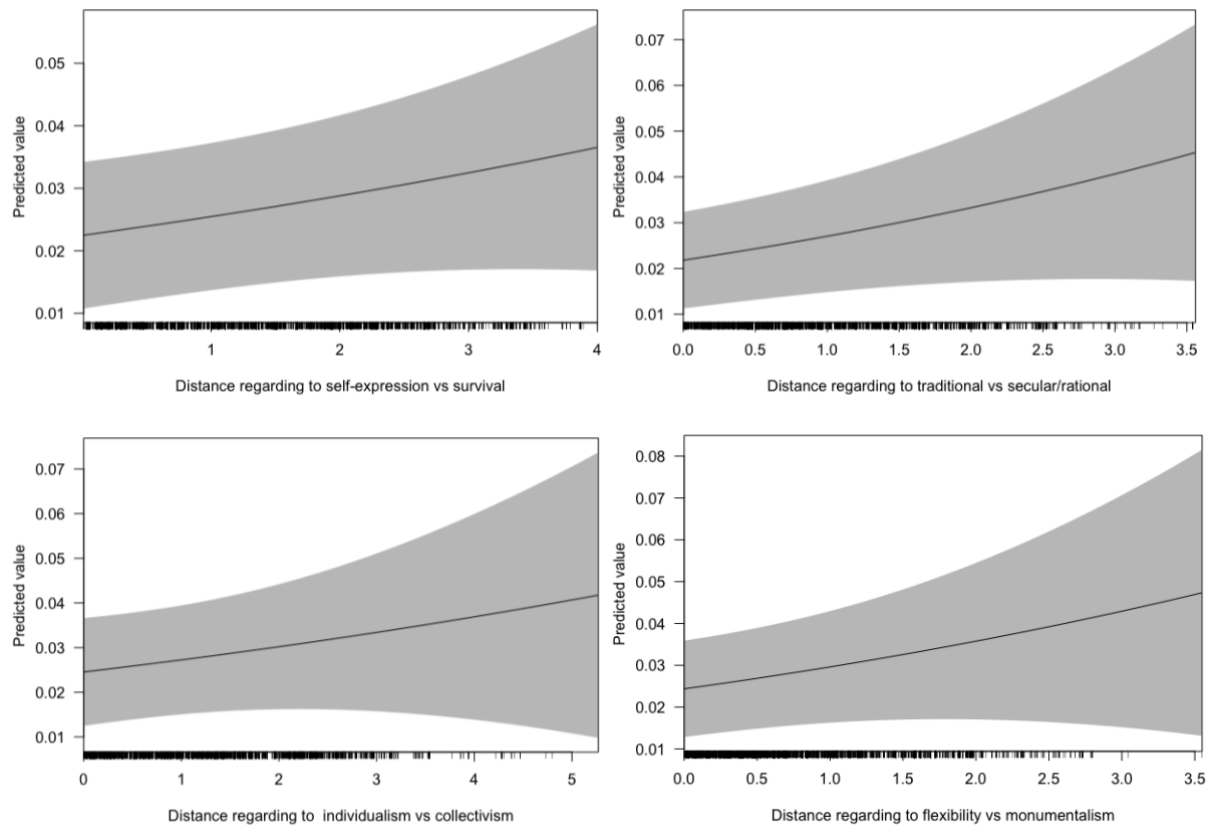 Predicted value
0.05
0.04
0.03
0.02
0.01
1 2 3 4
Distance regarding to self-expression vs survival
Predicted value
0.07
0.06
0.05
0.04
0.03
0.02
0.01
0.0 0.5 1.0 1.5 2.0 2.5 3.0 3.5
Distance regarding to traditional vs secular/rational
Predicted value
0.07
0.06
0.05
0.04
0.03
0.02
0.01
0 1 2 3 4 5
Distance regarding to individualism vs collectivism
Predicted value
0.08
0.07
0.06
0.05
0.04
0.03
0.02
0.01
0.0 0.5 1.0 1.5 2.0 2.5 3.0 3.5
Distance regarding to flexibility vs monumentalism